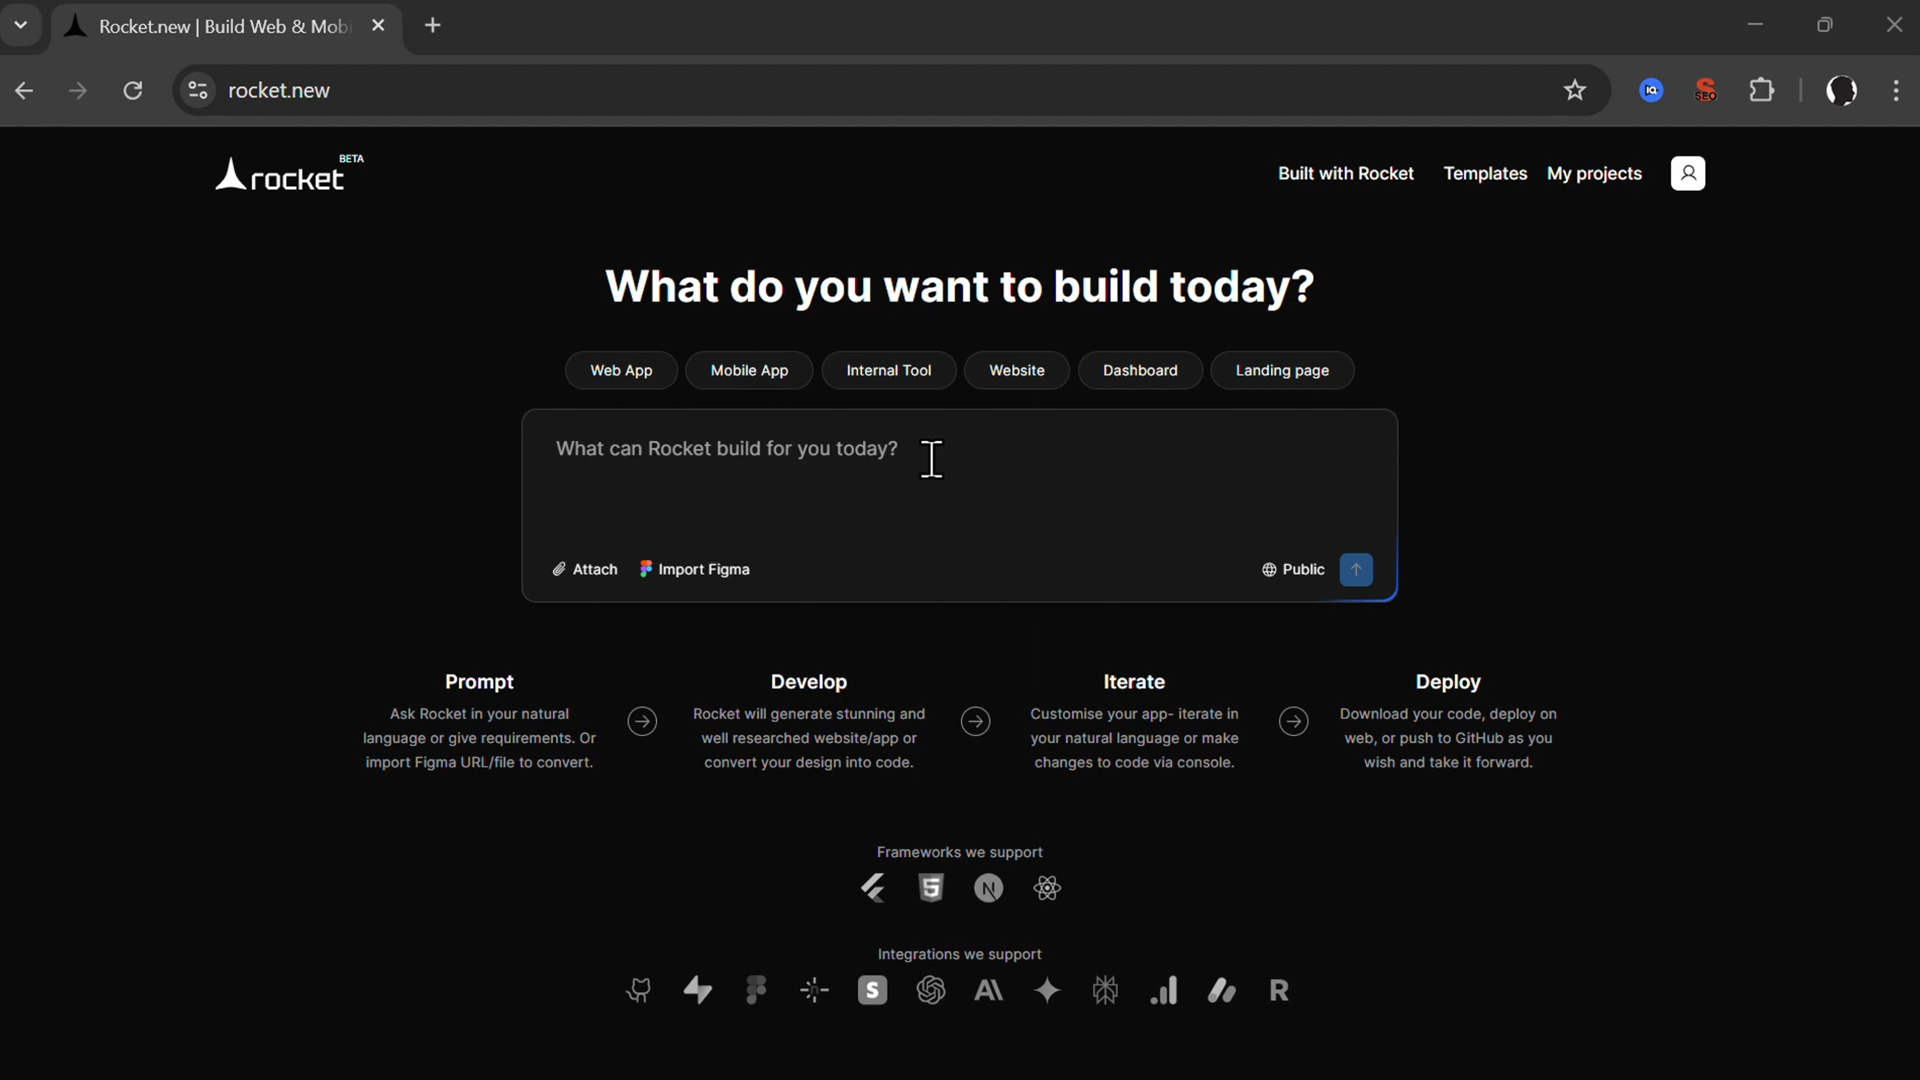 Rocket.new | Build Web & Mobi
rocket.new
IQ
SEO
rocket BETA
Built with Rocket Templates My projects
What do you want to build today?
Web App Mobile App Internal Tool Website Dashboard Landing page
What can Rocket build for you today?
Attach Import Figma Public
Prompt
Ask Rocket in your natural
language or give requirements. Or
import Figma URL/file to convert.
Develop
Rocket will generate stunning and
well researched website/app or
convert your design into code.
Iterate
Customise your app- iterate in
your natural language or make
changes to code via console.
Deploy
Download your code, deploy on
web, or push to GitHub as you
wish and take it forward.
Frameworks we support
5 N
Integrations we support
S AI R